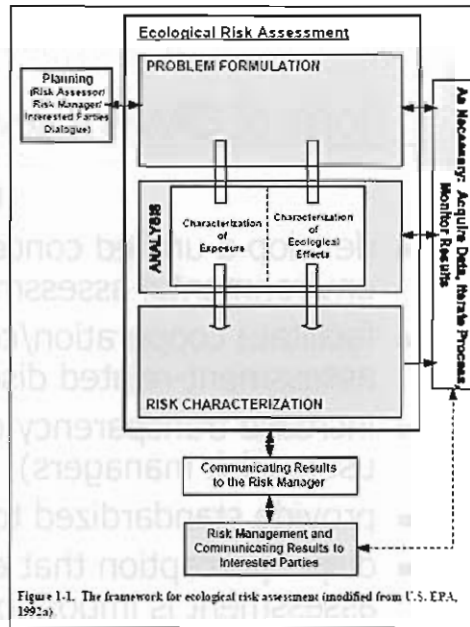 Ecological Risk Assessment
PROBLEM FORMULATION
Planning
(Risk Assessor/
Risk Manager/
Interested Parties
Dialogue)
As Necessary: Acquire Data, Iterate Process,
Monitor Results
ANALYSIS
Characterization
of
Exposure
Characterization
of
Ecological
Effects
RISK CHARACTERIZATION
Communicating Results
to the Risk Manager
Risk Management and
Communicating Results to
Interested Parties
Figure 1-1. The framework for ecological risk assessment (modified from U.S. EPA,
1992a).